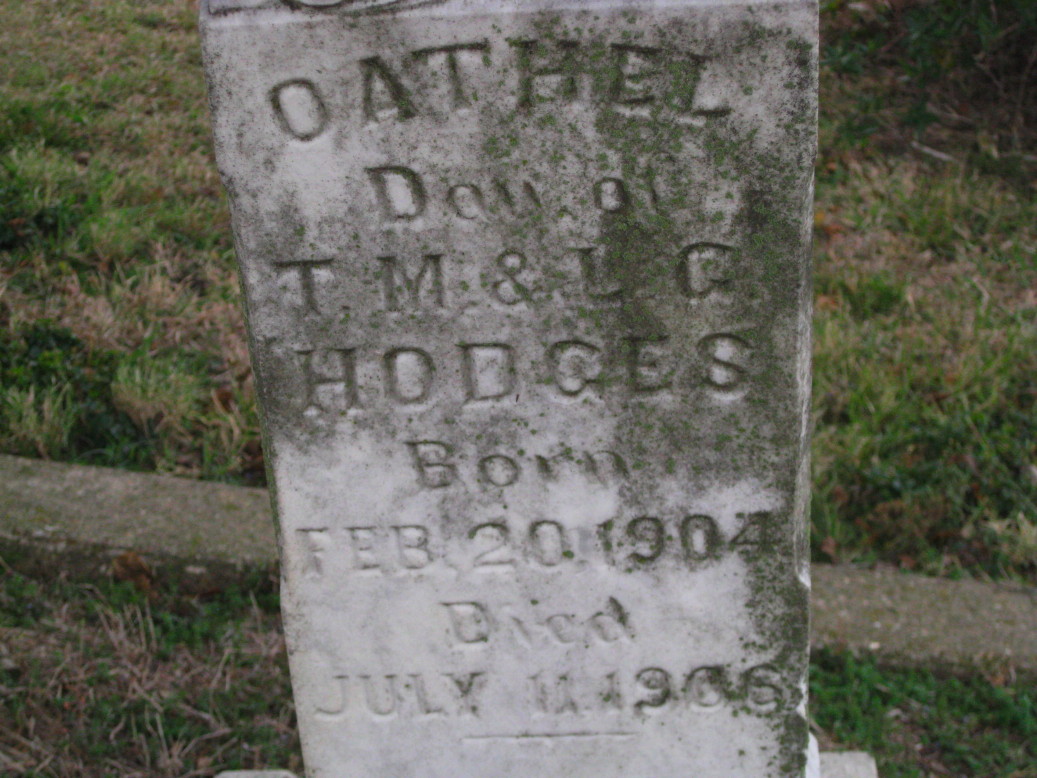 OATHEL
Dau. of
T. M. & L. G.
HODGES
Born
FEB. 20. 1904
Died
JULY 11. 1906